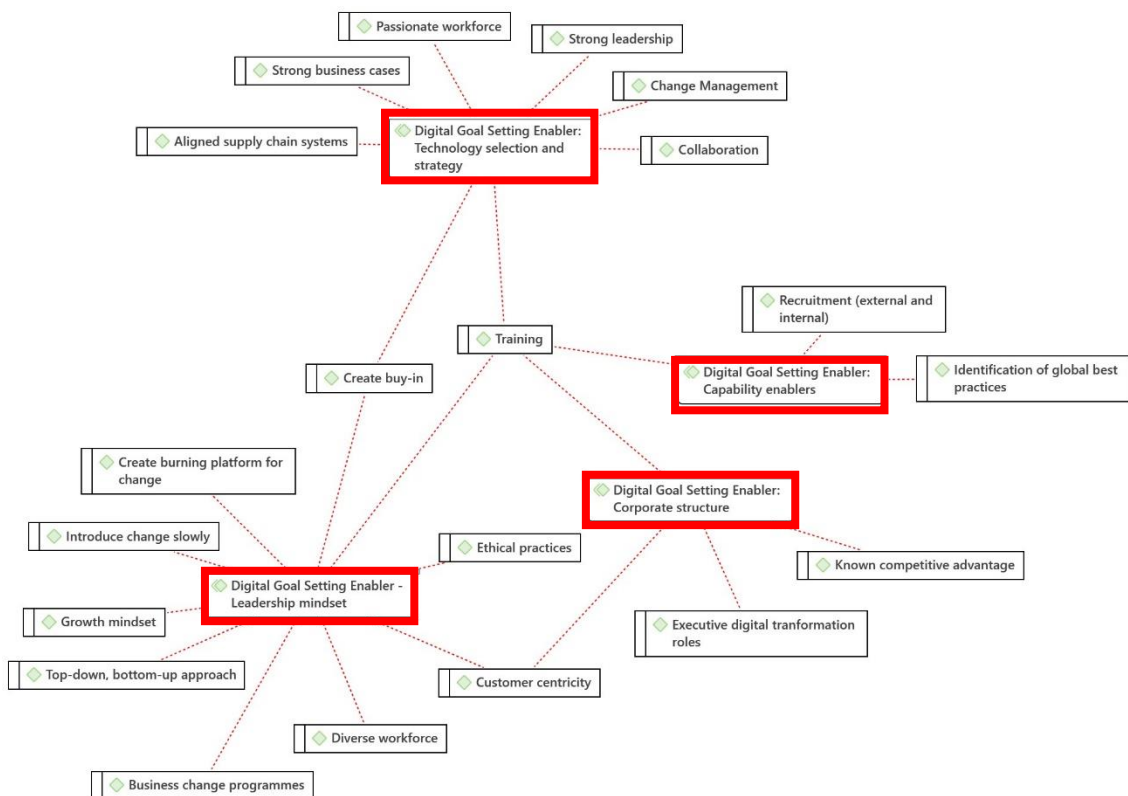 Passionate workforce
Strong leadership
Strong business cases
Change Management
Digital Goal Setting Enabler:
Technology selection and
strategy
Aligned supply chain systems
Collaboration
Recruitment (external and
internal)
Training
Create buy-in
Digital Goal Setting Enabler:
Capability enablers
Identification of global best
practices
Create burning platform for
change
Digital Goal Setting Enabler:
Corporate structure
Introduce change slowly
Ethical practices
Known competitive advantage
Digital Goal Setting Enabler -
Leadership mindset
Growth mindset
Executive digital tranformation
roles
Top-down, bottom-up approach
Customer centricity
Diverse workforce
Business change programmes